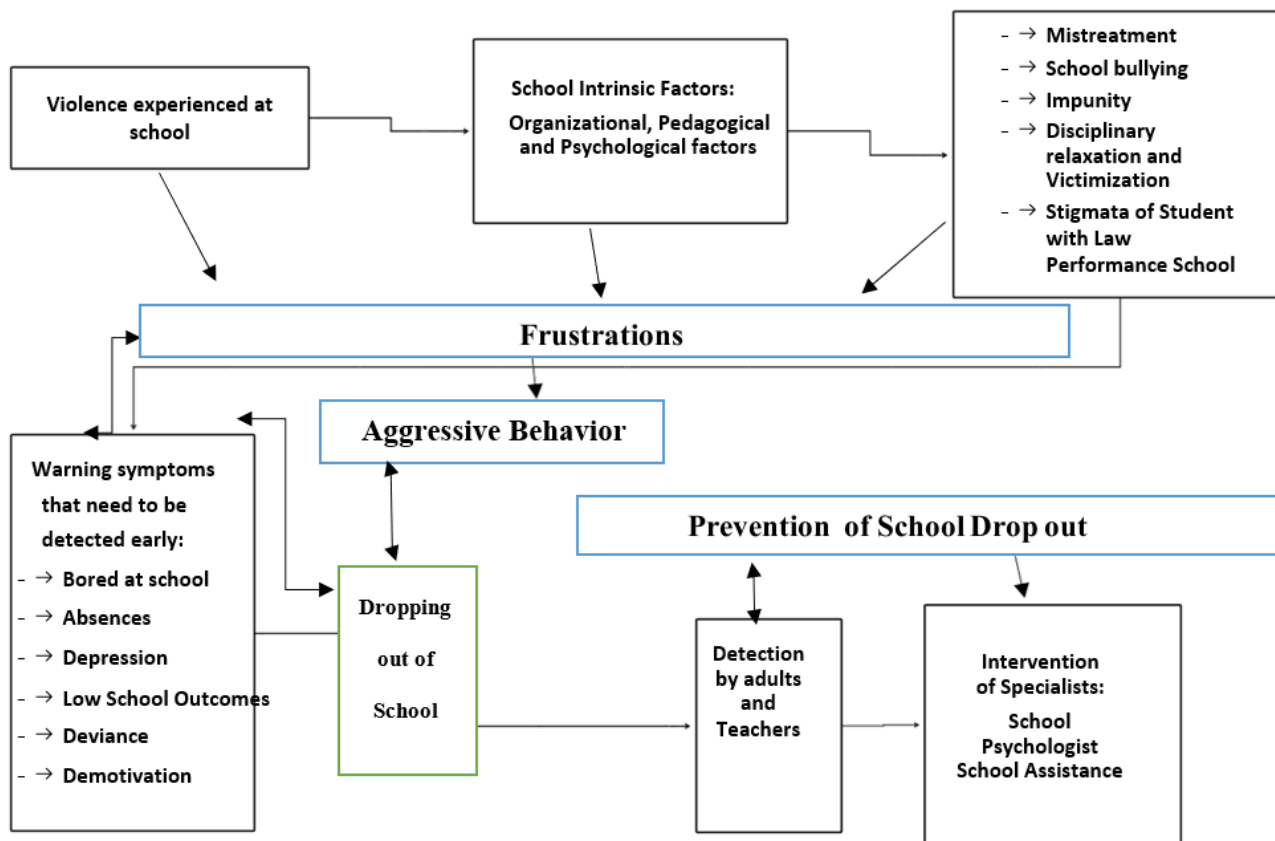 Violence experienced at
school
School Intrinsic Factors:
Organizational, Pedagogical
and Psychological factors
- → Mistreatment
- → School bullying
- → Impunity
- → Disciplinary
relaxation and
Victimization
- → Stigmata of Student
with Law
Performance School
Frustrations
Aggressive Behavior
Warning symptoms
that need to be
detected early:
- → Bored at school
- → Absences
- → Depression
- → Low School Outcomes
- → Deviance
- → Demotivation
Dropping
out of
School
Prevention of School Drop out
Detection
by adults
and
Teachers
Intervention
of Specialists:
School
Psychologist
School Assistance